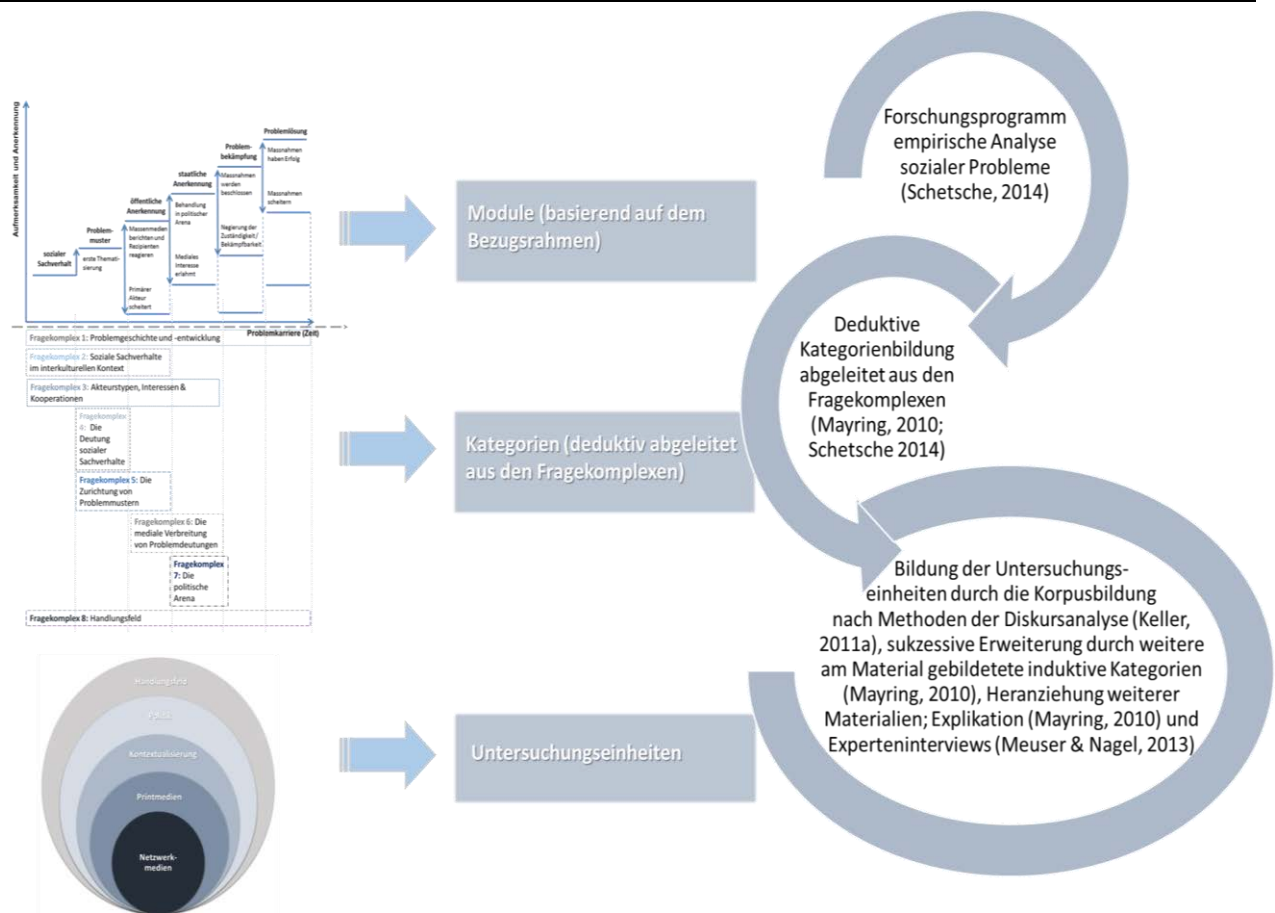 Aufmerksamkeit und Anerkennung
sozialer
Sachverhalt
Problem-
muster
erste Themati-
sierung
öffentliche
Anerkennung
Massenmedien
berichten und
Rezipienten
reagieren
Primärer
Akteur
scheitert
staatliche
Anerkennung
Behandlung
in politischer
Arena
Mediales
Interesse
erlahmt
Problem-
bekämpfung
Massnahmen
werden
beschlossen
Negierung der
Zuständigkeit/
Bekämpfbarkeit
Problemlösung
Massnahmen
haben Erfolg
Massnahmen
scheitern
Problemkarriere (Zeit)
Fragekomplex 1: Problemgeschichte und -entwicklung
Fragekomplex 2: Soziale Sachverhalte
im interkulturellen Kontext
Fragekomplex 3: Akteurstypen, Interessen &
Kooperationen
Fragekomplex
4: Die
Deutung
sozialer
Sachverhalte
Fragekomplex 5: Die
Zurichtung von
Problemmustern
Fragekomplex 6: Die
mediale Verbreitung
von Problemdeutungen
Fragekomplex
7: Die
politische
Arena
Fragekomplex 8: Handlungsfeld
Handlungsfeld
Kontextualisierung
Printmedien
Netzwerk-
medien
Module (basierend auf dem
Bezugsrahmen)
Kategorien (deduktiv abgeleitet
aus den Fragekomplexen)
Untersuchungseinheiten
Forschungsprogramm
empirische Analyse
sozialer Probleme
(Schetsche, 2014)
Deduktive
Kategorienbildung
abgeleitet aus den
Fragekomplexen
(Mayring, 2010;
Schetsche 2014)
Bildung der Untersuchungs-
einheiten durch die Korpusbildung
nach Methoden der Diskursanalyse (Keller,
2011a), sukzessive Erweiterung durch weitere
am Material gebildetete induktive Kategorien
(Mayring, 2010), Heranziehung weiterer
Materialien; Explikation (Mayring, 2010) und
Experteninterviews (Meuser & Nagel, 2013)